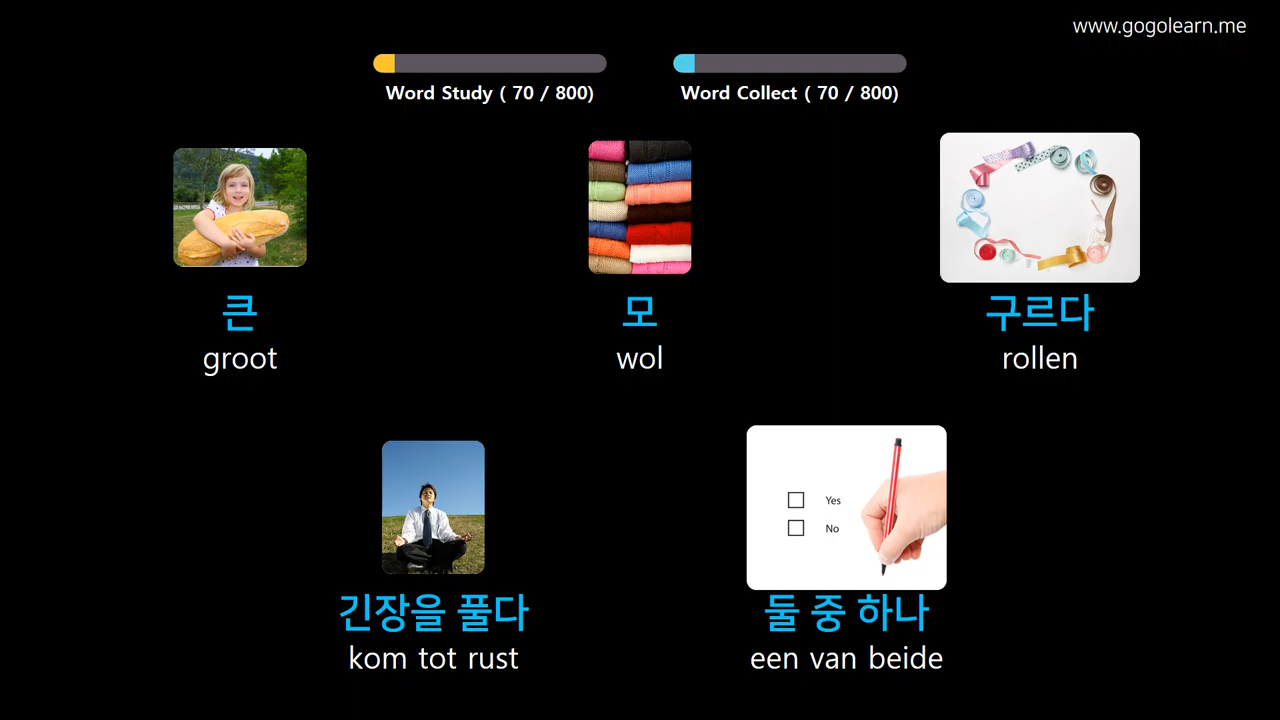 www.gogolearn.me
Word Study ( 70 / 800)
Word Collect ( 70 / 800)
큰
groot
모
wol
구르다
rollen
Yes
No
긴장을 풀다
kom tot rust
둘 중 하나
een van beide